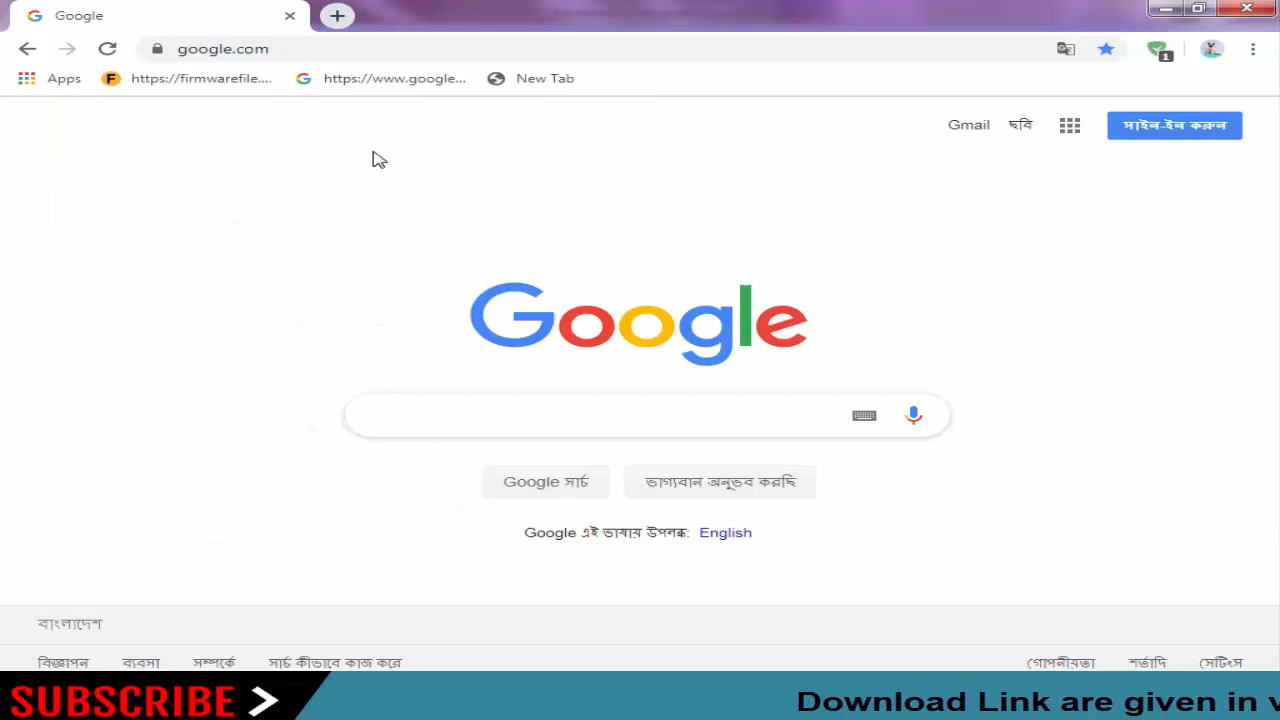 Google
google.com
Apps https://firmwarefile.... https://www.google... New Tab
1
Gmail ছবি সাইন-ইন করুন
Google
Google সার্চ ভাগ্যবান অনুভব করছি
Google এই ভাষায় উপলব্ধ: English
বাংলাদেশ
বিজ্ঞাপন ব্যবসা সম্পর্কে সার্চ কীভাবে কাজ করে গোপনীয়তা শর্তাদি সেটিংস
SUBSCRIBE Download Link are given in v